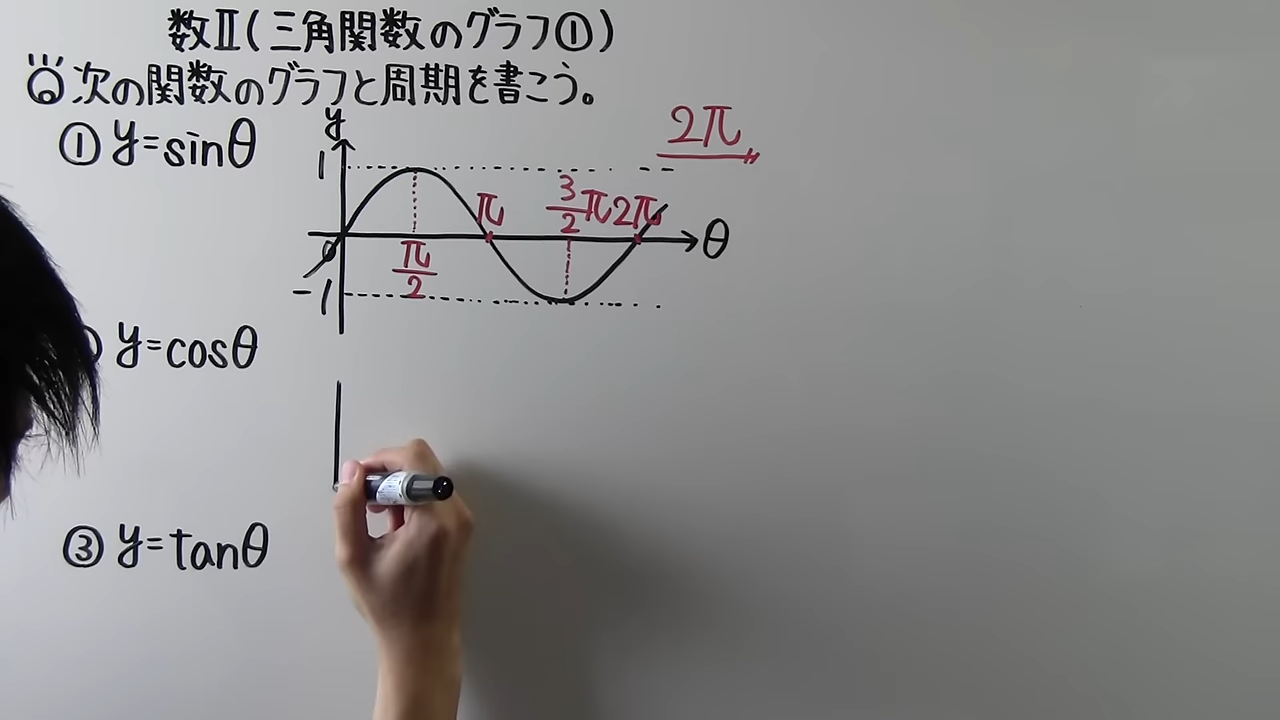 数Ⅱ(三角関数のグラフ①)
次の関数のグラフと周期を書こう。
① y=sinθ
y
1
0
-1
π/2
π
3/2π
2π
θ
2π
y=cosθ
③ y=tanθ